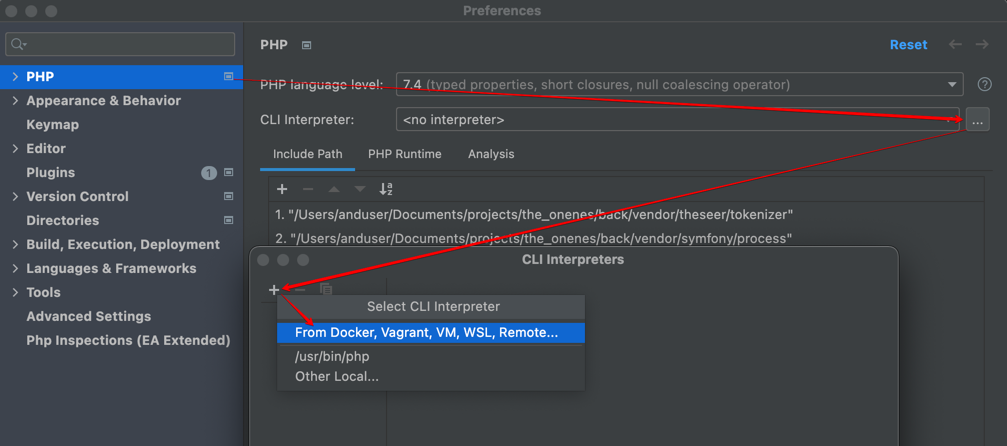 Preferences
PHP
Appearance & Behavior
Keymap
Editor
Plugins 1
Version Control
Directories
Build, Execution, Deployment
Languages & Frameworks
Tools
Advanced Settings
Php Inspections (EA Extended)
PHP
Reset
PHP language level: 7.4 (typed properties, short closures, null coalescing operator)
?
CLI Interpreter: <no interpreter>
...
Include Path PHP Runtime Analysis
1. "/Users/anduser/Documents/projects/the_onenes/back/vendor/theseer/tokenizer"
2. "/Users/anduser/Documents/projects/the_onenes/back/vendor/symfony/process"
CLI Interpreters
Select CLI Interpreter
From Docker, Vagrant, VM, WSL, Remote...
/usr/bin/php
Other Local...